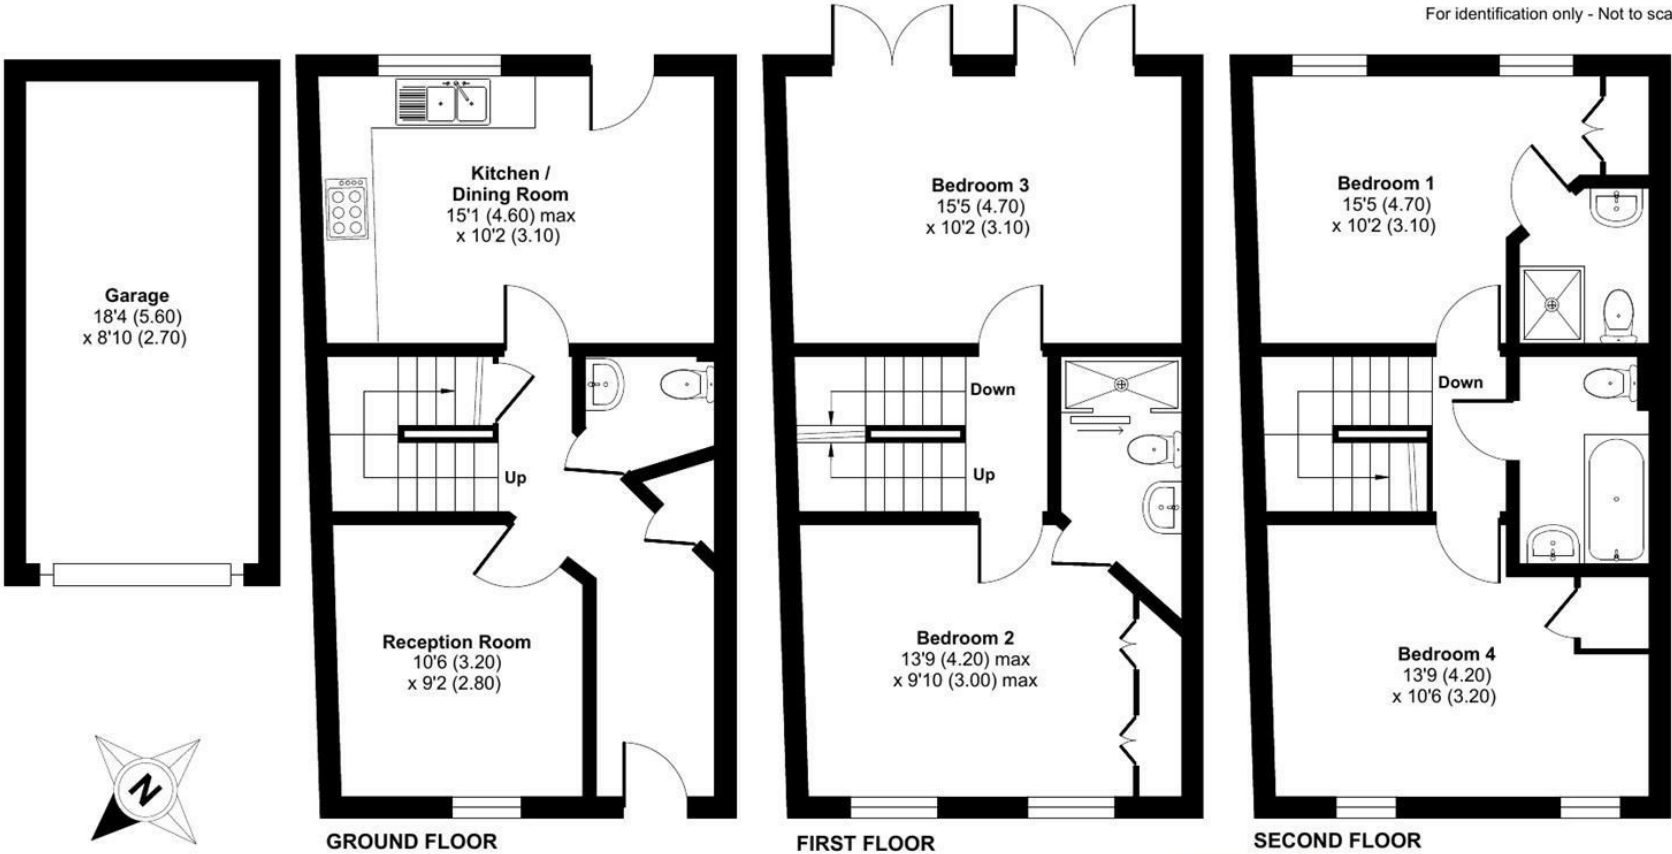 For identification only - Not to sca
Garage
18'4 (5.60)
x 8'10 (2.70)
Kitchen /
Dining Room
15'1 (4.60) max
x 10'2 (3.10)
Up
Reception Room
10'6 (3.20)
x 9'2 (2.80)
N
GROUND FLOOR
Bedroom 3
15'5 (4.70)
x 10'2 (3.10)
Down
Up
Bedroom 2
13'9 (4.20) max
x 9'10 (3.00) max
FIRST FLOOR
Bedroom 1
15'5 (4.70)
x 10'2 (3.10)
Down
Bedroom 4
13'9 (4.20)
x 10'6 (3.20)
SECOND FLOOR